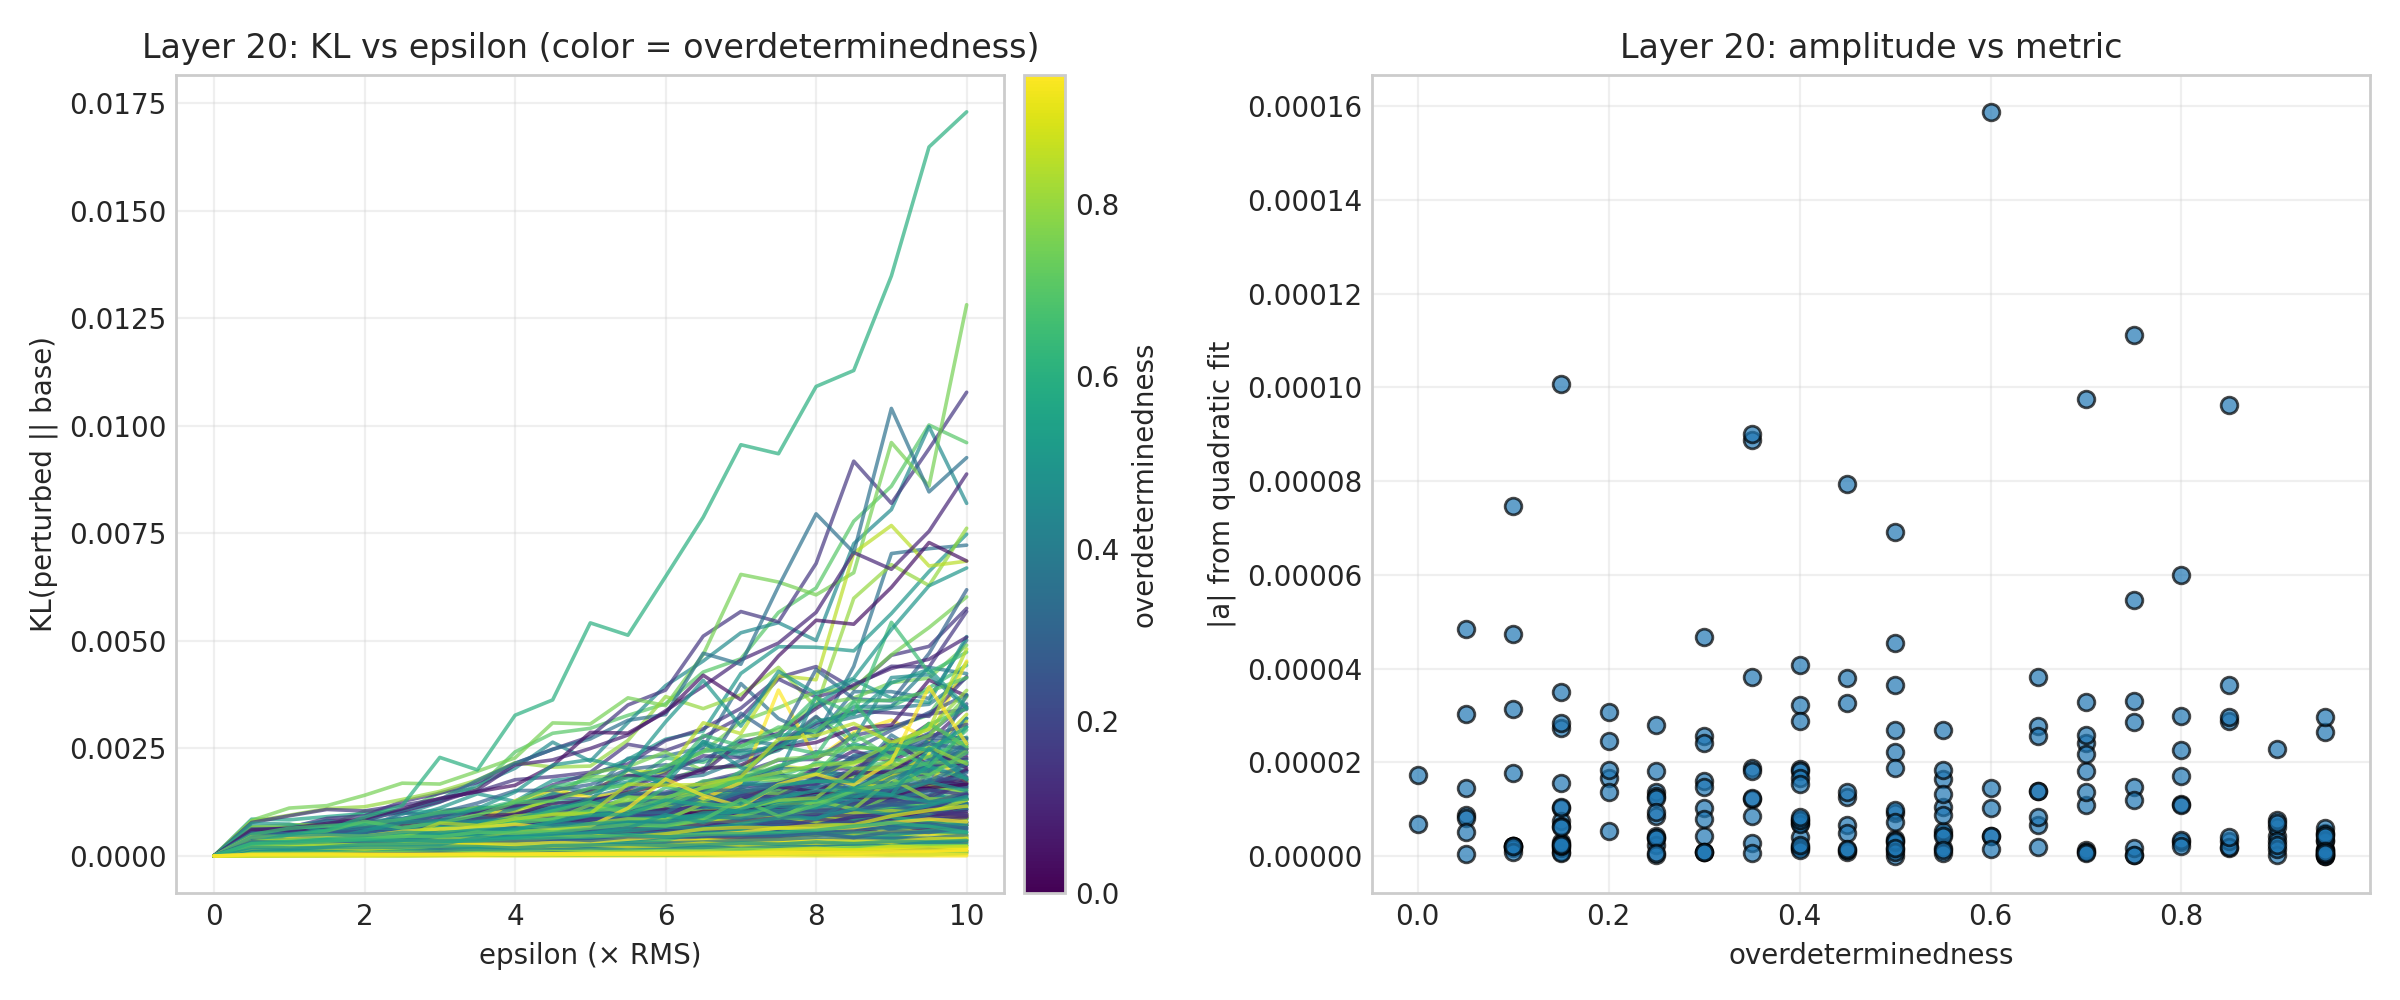 Layer 20: KL vs epsilon (color = overdeterminedness)
KL(perturbed || base)
0.0175
0.0150
0.0125
0.0100
0.0075
0.0050
0.0025
0.0000
0 2 4 6 8 10
epsilon (× RMS)
0.8
0.6
0.4
0.2
0.0
overdeterminedness
Layer 20: amplitude vs metric
|a| from quadratic fit
0.00016
0.00014
0.00012
0.00010
0.00008
0.00006
0.00004
0.00002
0.00000
0.0 0.2 0.4 0.6 0.8
overdeterminedness